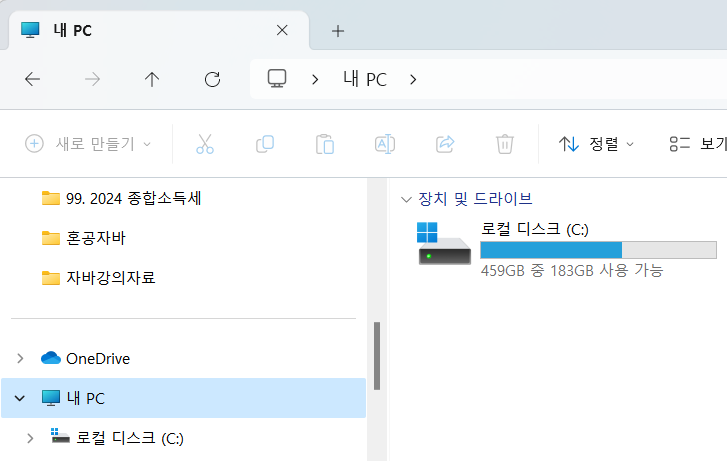 내 PC
내 PC
새로 만들기
정렬
보기
99. 2024 종합소득세
혼공자바
자바강의자료
OneDrive
내 PC
로컬 디스크 (C:)
장치 및 드라이브
로컬 디스크 (C:)
459GB 중 183GB 사용 가능